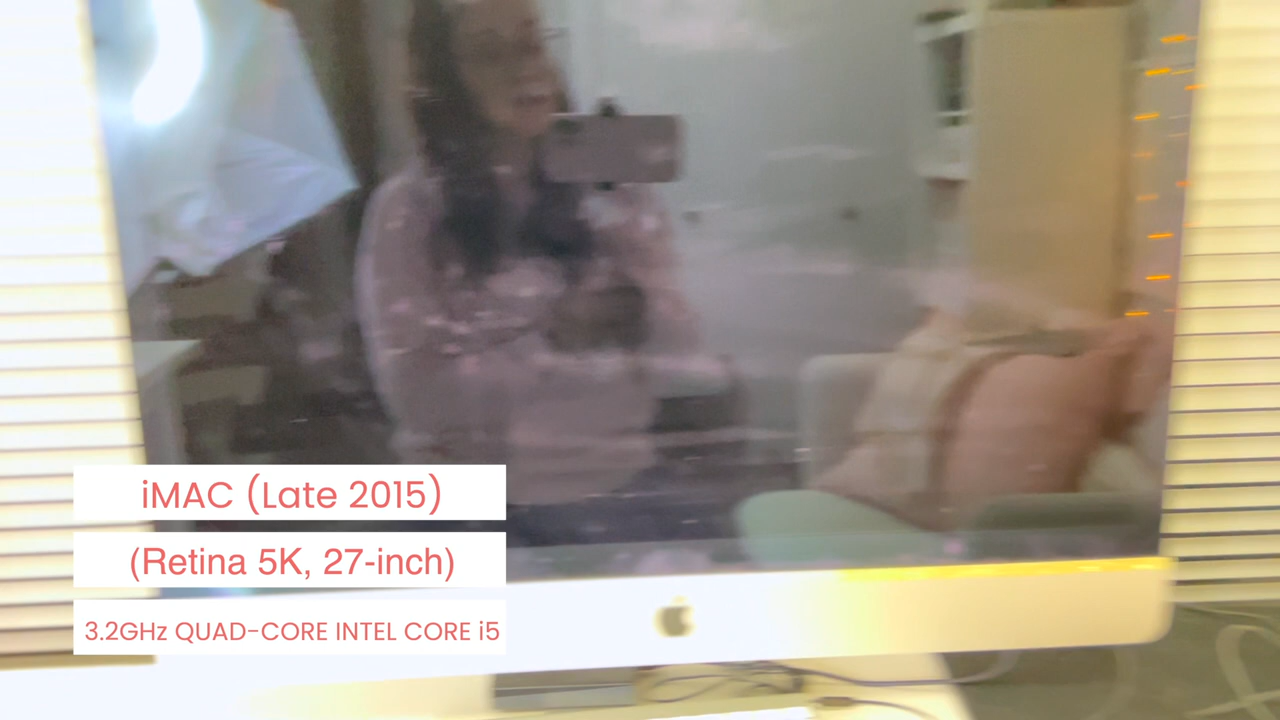 iMAC (Late 2015)
(Retina 5K, 27-inch)
3.2GHz QUAD-CORE INTEL CORE i5